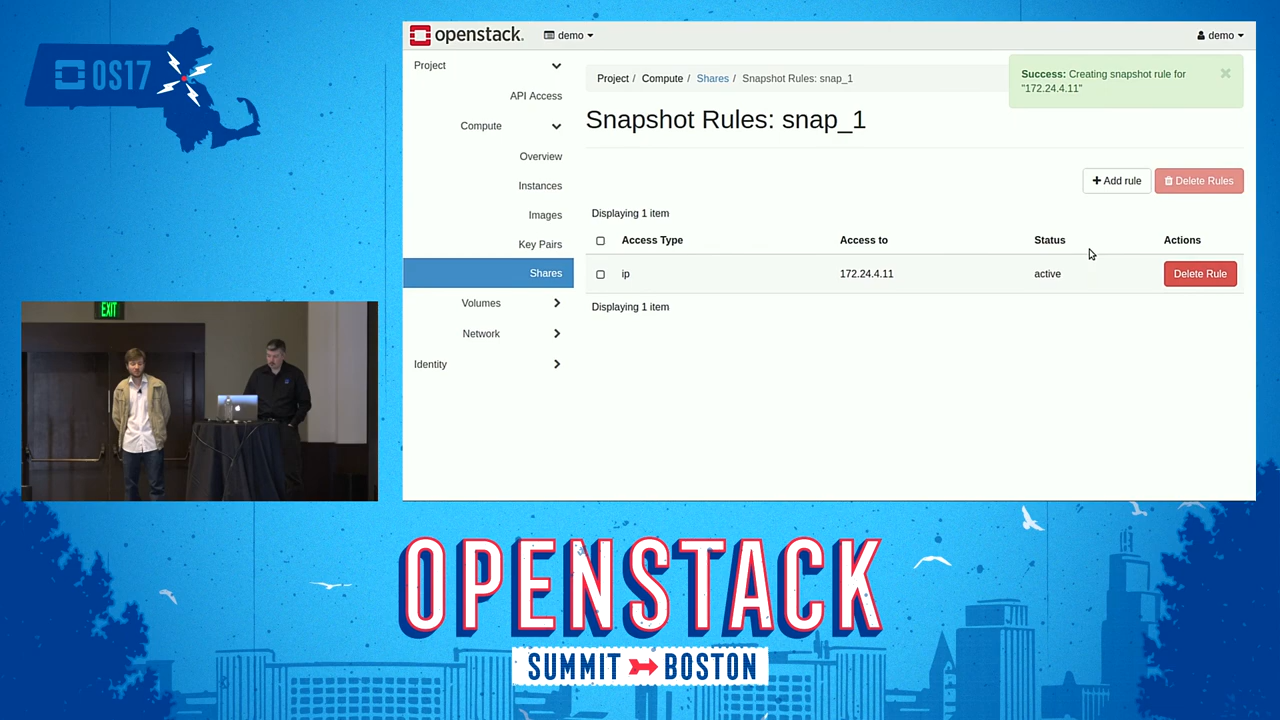 OS17
EXIT
openstack.
demo
demo
Project
API Access
Compute
Overview
Instances
Images
Key Pairs
Shares
Volumes
Network
Identity
Project / Compute / Shares / Snapshot Rules: snap_1
Success: Creating snapshot rule for
"172.24.4.11"
×
Snapshot Rules: snap_1
+ Add rule
Delete Rules
Displaying 1 item
Access Type Access to Status Actions
ip 172.24.4.11 active Delete Rule
Displaying 1 item
OPENSTACK
SUMMIT BOSTON